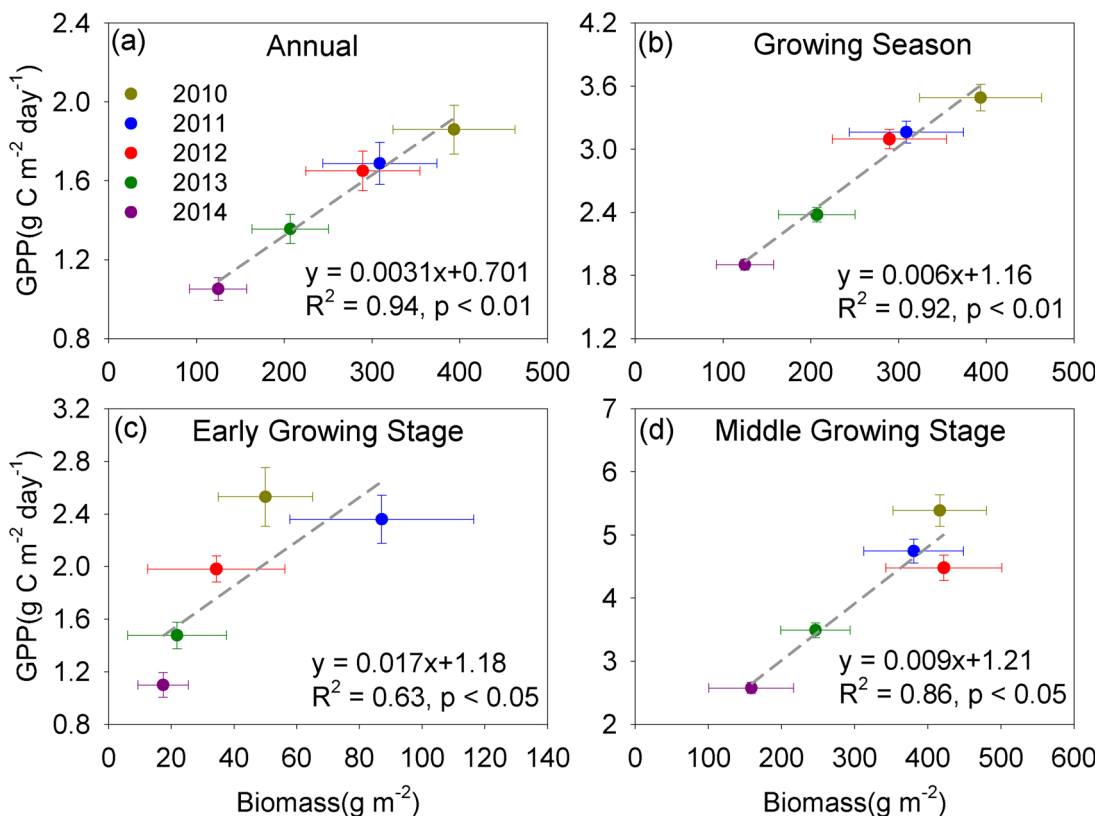 (a) Annual
GPP(g C m⁻² day⁻¹)
2.4
2.0
1.6
1.2
0.8
2010
2011
2012
2013
2014
y = 0.0031x+0.701
R² = 0.94, p < 0.01
0 100 200 300 400 500
(b) Growing Season
4.2
3.6
3.0
2.4
1.8
1.2
y = 0.006x+1.16
R² = 0.92, p < 0.01
0 100 200 300 400 500
(c) Early Growing Stage
GPP(g C m⁻² day⁻¹)
3.2
2.8
2.4
2.0
1.6
1.2
0.8
y = 0.017x+1.18
R² = 0.63, p < 0.05
0 20 40 60 80 100 120 140
Biomass(g m⁻²)
(d) Middle Growing Stage
7
6
5
4
3
2
y = 0.009x+1.21
R² = 0.86, p < 0.05
0 100 200 300 400 500 600
Biomass(g m⁻²)